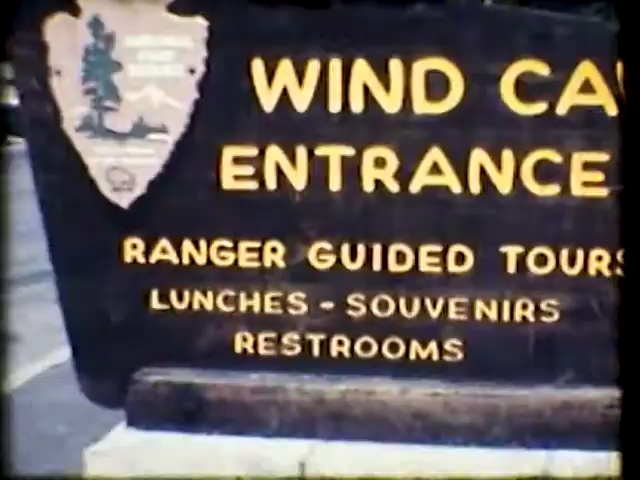 WIND CA
ENTRANCE
RANGER GUIDED TOURS
LUNCHES - SOUVENIRS
RESTROOMS